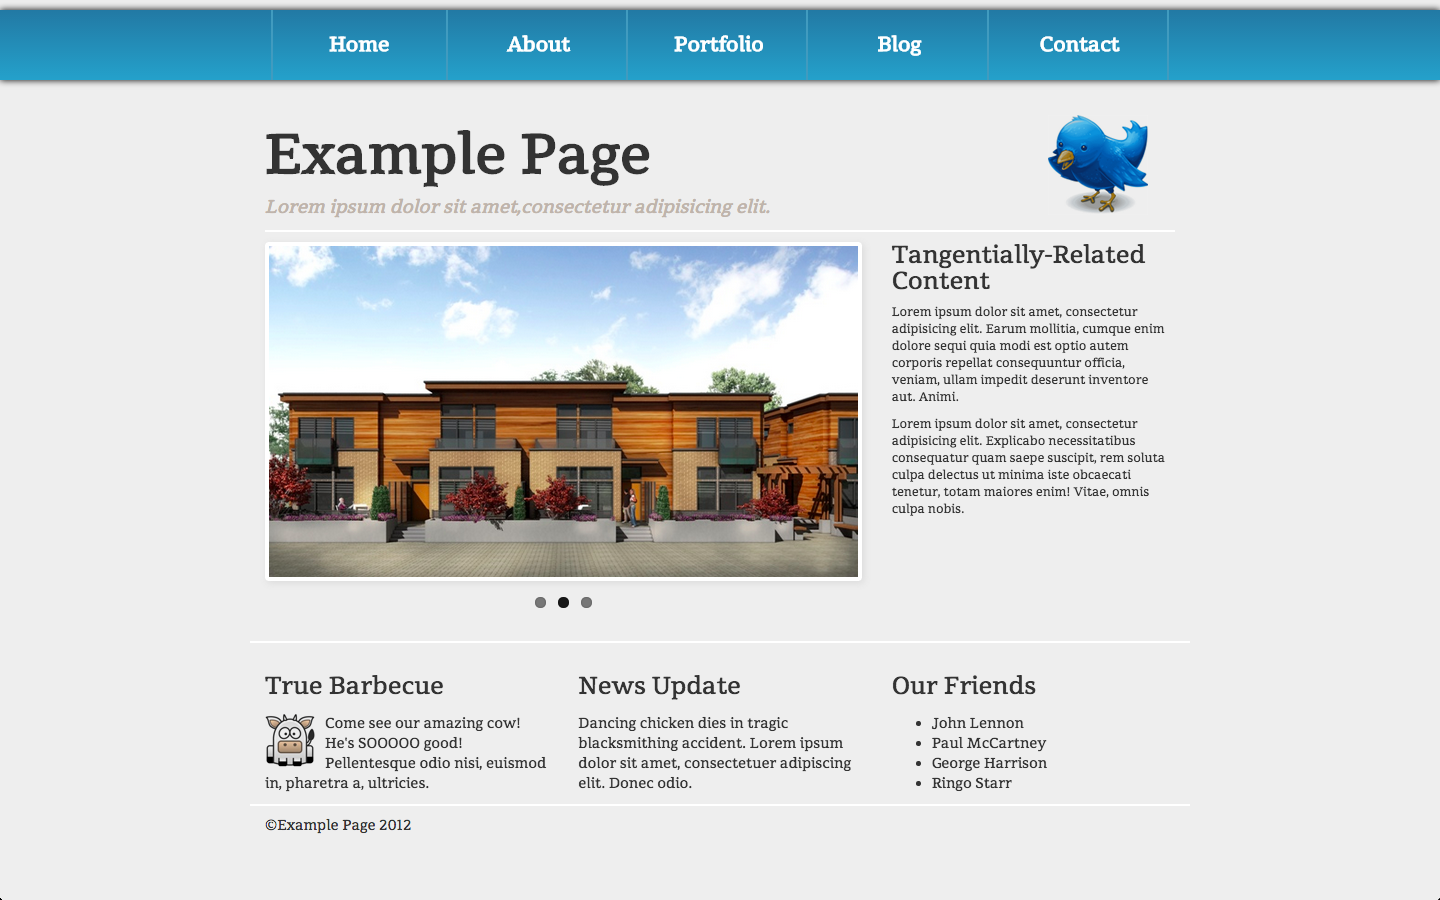 Home About Portfolio Blog Contact
Example Page
Lorem ipsum dolor sit amet,consectetur adipisicing elit.
Tangentially-Related
Content
Lorem ipsum dolor sit amet, consectetur
adipisicing elit. Earum mollitia, cumque enim
dolore sequi quia modi est optio autem
corporis repellat consequuntur officia,
veniam, ullam impedit deserunt inventore
aut. Animi.
Lorem ipsum dolor sit amet, consectetur
adipisicing elit. Explicabo necessitatibus
consequatur quam saepe suscipit, rem soluta
culpa delectus ut minima iste obcaecati
tenetur, totam maiores enim! Vitae, omnis
culpa nobis.
True Barbecue
Come see our amazing cow!
He's SOOOOO good!
Pellentesque odio nisi, euismod
in, pharetra a, ultricies.
News Update
Dancing chicken dies in tragic
blacksmithing accident. Lorem ipsum
dolor sit amet, consectetuer adipiscing
elit. Donec odio.
Our Friends
• John Lennon
• Paul McCartney
• George Harrison
• Ringo Starr
©Example Page 2012